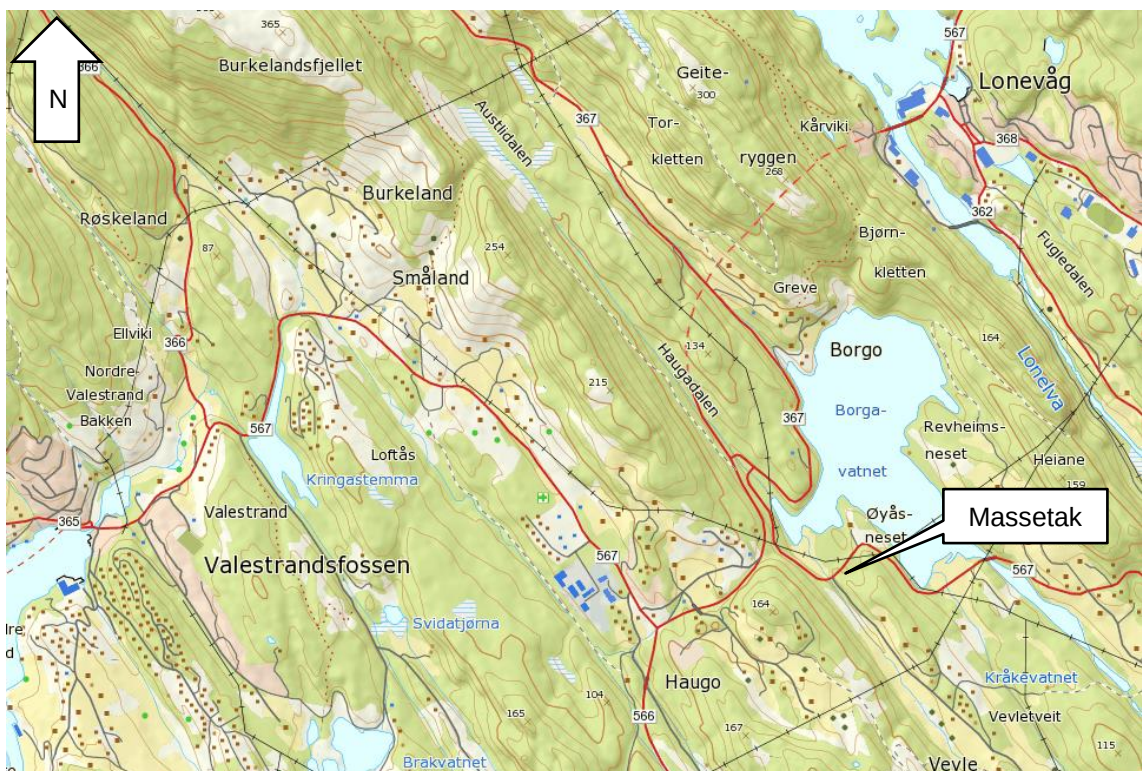 365
365
Burkelandsfjellet
366
N
Geite-
300
567
Lonevåg
Austlidalen
367
Tor-
kletten
Kårviki
368
ryggen
268
Burkeland
362
Røskeland
87
254
Bjørn-
kletten
Fugledalen
Småland
Greve
Ellviki
366
134
Haugadalen
Borgo
164
Lonelva
Nordre-
Valestrand
Bakken
215
Borga-
vatnet
367
567
Revheims-
neset
Loftås
Kringastemma
Heiane
159
Valestrand
365
Øyås-
neset
Massetak
Valestrandsfossen
567
567
164
Svidatjørna
Haugo
Kråkevatnet
104
165
566
167
Vevletveit
115
Brakvatnet
Vevle